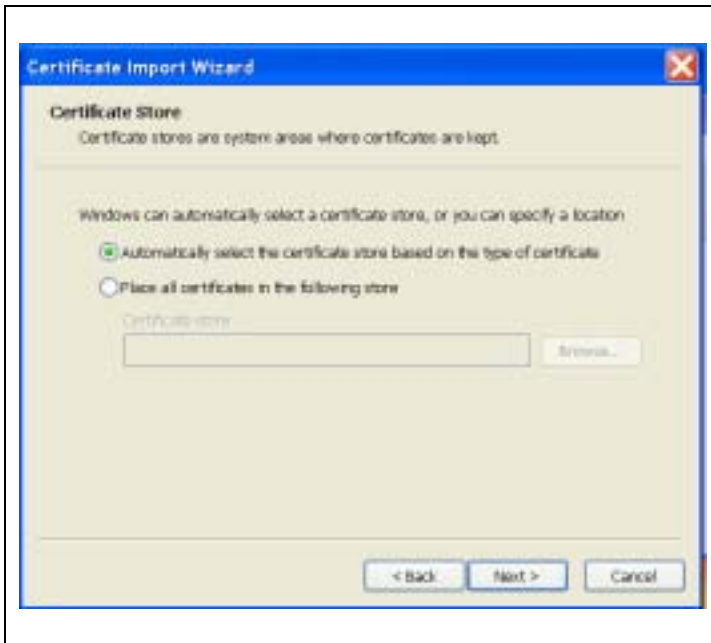 Certificate Import Wizard
Certificate Store
Certificate stores are system areas where certificates are kept.
Windows can automatically select a certificate store, or you can specify a location
Automatically select the certificate store based on the type of certificate
Place all certificates in the following store
Certificate store
Browse...
< Back Next > Cancel